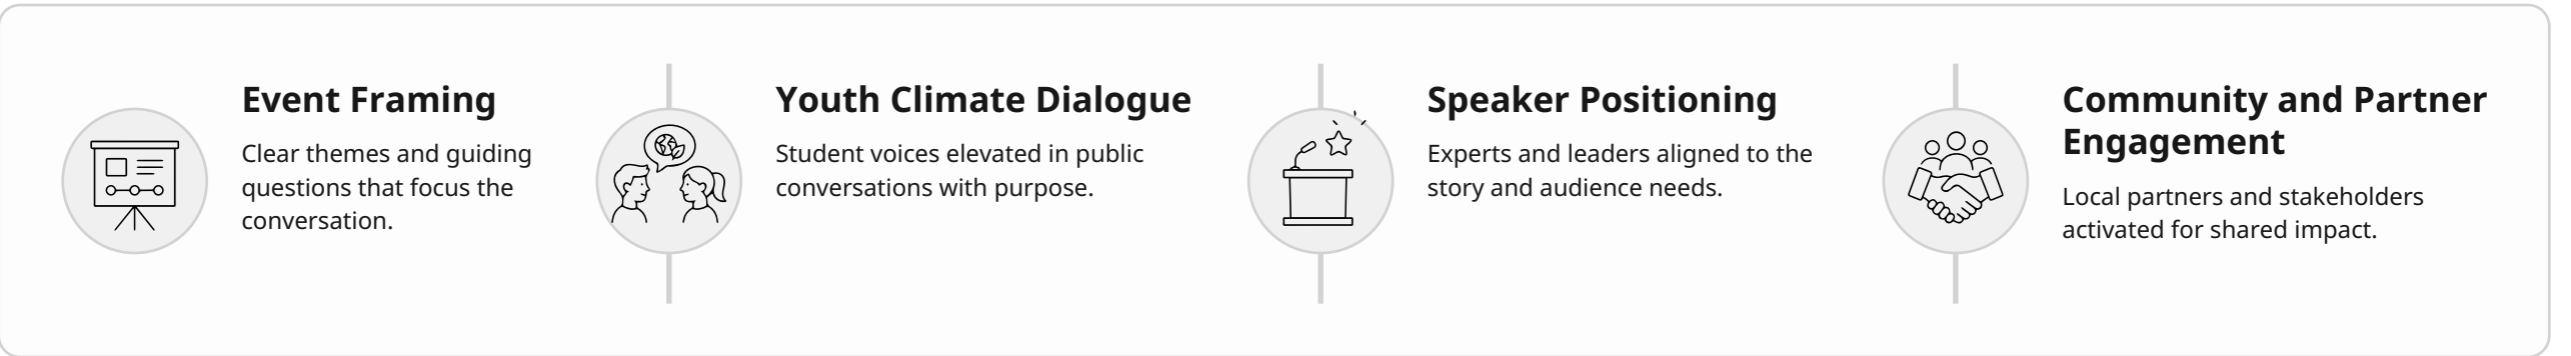 Event Framing
Clear themes and guiding
questions that focus the
conversation.
Youth Climate Dialogue
Student voices elevated in public
conversations with purpose.
Speaker Positioning
Experts and leaders aligned to the
story and audience needs.
Community and Partner
Engagement
Local partners and stakeholders
activated for shared impact.